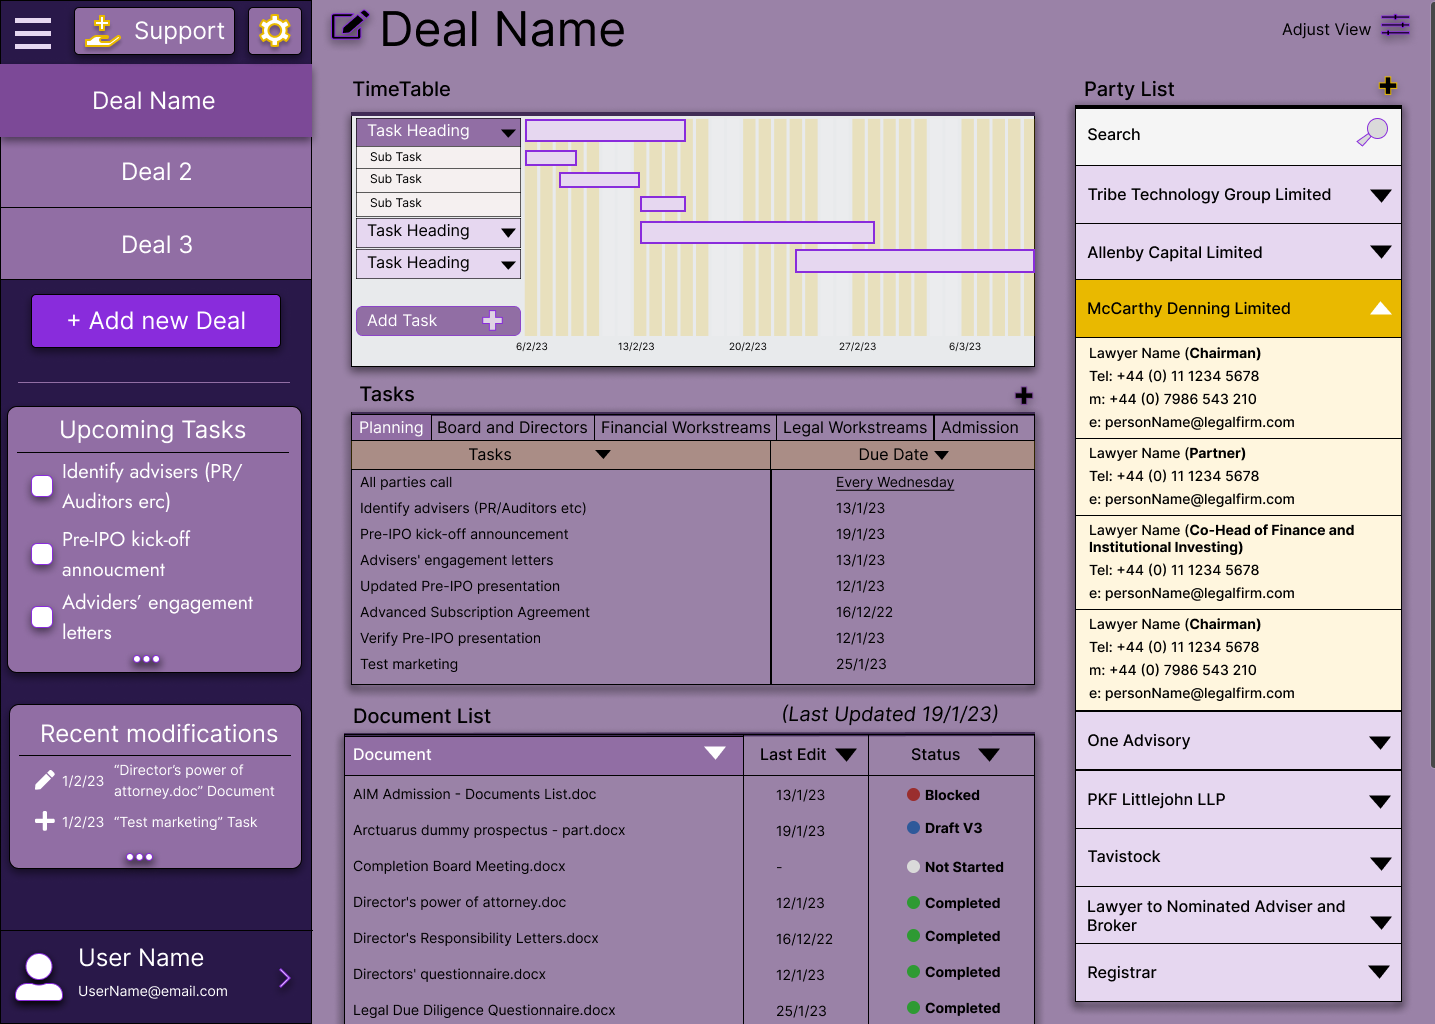 Support
Deal Name
Deal 2
Deal 3
+ Add new Deal
Upcoming Tasks
Identify advisers (PR/
Auditors erc)
Pre-IPO kick-off
annoucment
Adviders’ engagement
letters
Recent modifications
1/2/23 “Director’s power of
attorney.doc” Document
1/2/23 “Test marketing” Task
User Name
UserName@email.com
Deal Name
Adjust View
TimeTable
Task Heading
Sub Task
Sub Task
Sub Task
Task Heading
Task Heading
Add Task
6/2/23 13/2/23 20/2/23 27/2/23 6/3/23
Tasks
Planning Board and Directors Financial Workstreams Legal Workstreams Admission
Tasks Due Date
All parties call Every Wednesday
Identify advisers (PR/Auditors etc) 13/1/23
Pre-IPO kick-off announcement 19/1/23
Advisers' engagement letters 13/1/23
Updated Pre-IPO presentation 12/1/23
Advanced Subscription Agreement 16/12/22
Verify Pre-IPO presentation 12/1/23
Test marketing 25/1/23
Document List (Last Updated 19/1/23)
Document Last Edit Status
AIM Admission - Documents List.doc 13/1/23 Blocked
Arctuarus dummy prospectus - part.docx 19/1/23 Draft V3
Completion Board Meeting.docx - Not Started
Director's power of attorney.doc 12/1/23 Completed
Director's Responsibility Letters.docx 16/12/22 Completed
Directors' questionnaire.docx 12/1/23 Completed
Legal Due Diligence Questionnaire.docx 25/1/23 Completed
Party List
Search
Tribe Technology Group Limited
Allenby Capital Limited
McCarthy Denning Limited
Lawyer Name (Chairman)
Tel: +44 (0) 11 1234 5678
m: +44 (0) 7986 543 210
e: personName@legalfirm.com
Lawyer Name (Partner)
Tel: +44 (0) 11 1234 5678
e: personName@legalfirm.com
Lawyer Name (Co-Head of Finance and
Institutional Investing)
Tel: +44 (0) 11 1234 5678
e: personName@legalfirm.com
Lawyer Name (Chairman)
Tel: +44 (0) 11 1234 5678
m: +44 (0) 7986 543 210
e: personName@legalfirm.com
One Advisory
PKF Littlejohn LLP
Tavistock
Lawyer to Nominated Adviser and
Broker
Registrar